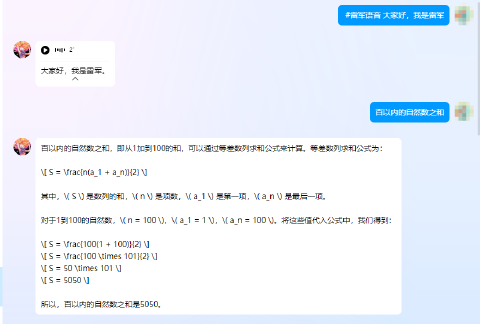 #雷军语音 大家好，我是雷军
2"
大家好，我是雷军。
百以内的自然数之和
百以内的自然数之和，即从1加到100的和，可以通过等差数列求和公式来计算。等差数列求和公式为：
\[ S = \frac{n(a_1 + a_n)}{2} \]
其中，\( S \) 是数列的和，\( n \) 是项数，\( a_1 \) 是第一项，\( a_n \) 是最后一项。
对于1到100的自然数，\( n = 100 \)，\( a_1 = 1 \)，\( a_n = 100 \)。将这些值代入公式中，我们得到：
\[ S = \frac{100(1 + 100)}{2} \]
\[ S = \frac{100 \times 101}{2} \]
\[ S = 50 \times 101 \]
\[ S = 5050 \]
所以，百以内的自然数之和是5050。